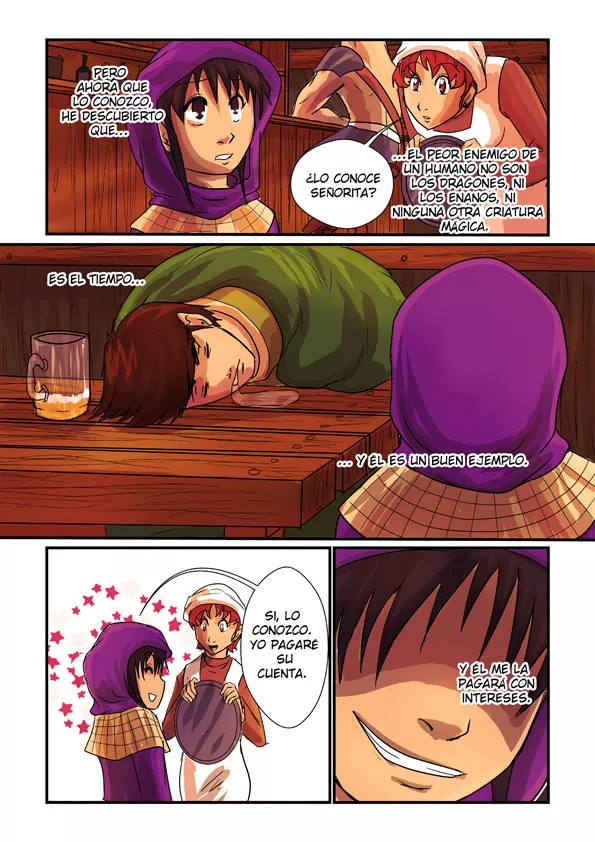 PERO
AHORA QUE
LO CONOZCO,
HE DESCUBIERTO
QUE...
¿LO CONOCE
SEÑORITA?
...EL PEOR ENEMIGO DE
UN HUMANO NO SON
LOS DRAGONES, NI
LOS ENANOS, NI
NINGUNA OTRA CRIATURA
MÁGICA.
ES EL TIEMPO...
... Y ÉL ES UN BUEN EJEMPLO.
SI, LO
CONOZCO.
YO PAGARÉ
SU
CUENTA.
Y EL ME LA
PAGARÁ CON
INTERESES.